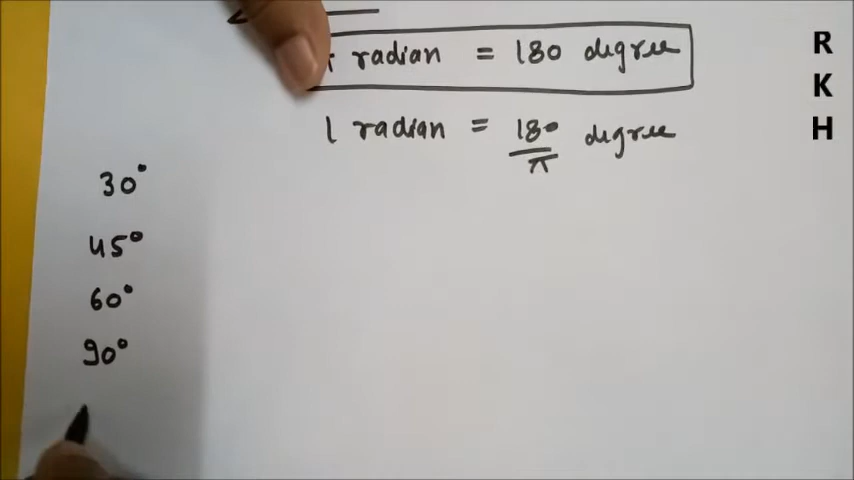 radian = 180 degree
1 radian = 180/π degree
30°
45°
60°
90°
R
K
H